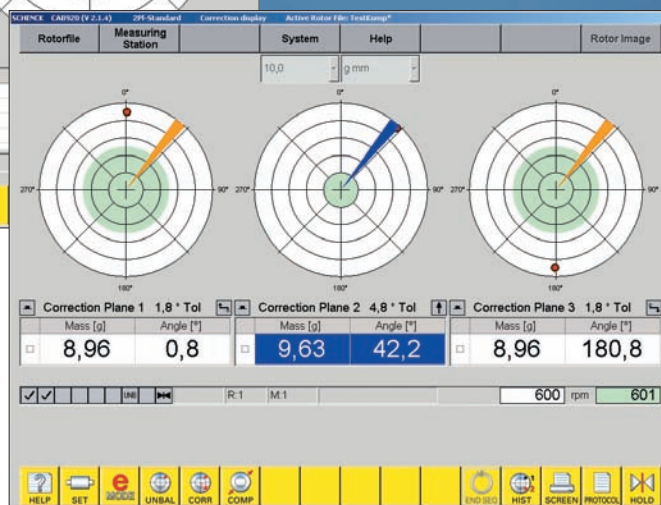 SCHENCK CAB920 (V 2.1.4) 2PM-Standard Correction display Active Rotor File: TestKomp*
Rotorfile Measuring Station System Help Rotor Image
10,0 g mm
0° 0° 0°
270° 90° 270° 90° 270° 90°
180° 180° 180°
Correction Plane 1 1,8 * Tol Correction Plane 2 4,8 * Tol Correction Plane 3 1,8 * Tol
Mass [g] Angle [°] Mass [g] Angle [°] Mass [g] Angle [°]
8,96 0,8 9,63 42,2 8,96 180,8
UNB R:1 M:1 600 rpm 601
HELP SET e MODE UNBAL CORR COMP END SEQ HIST SCREEN PROTOCOL HOLD